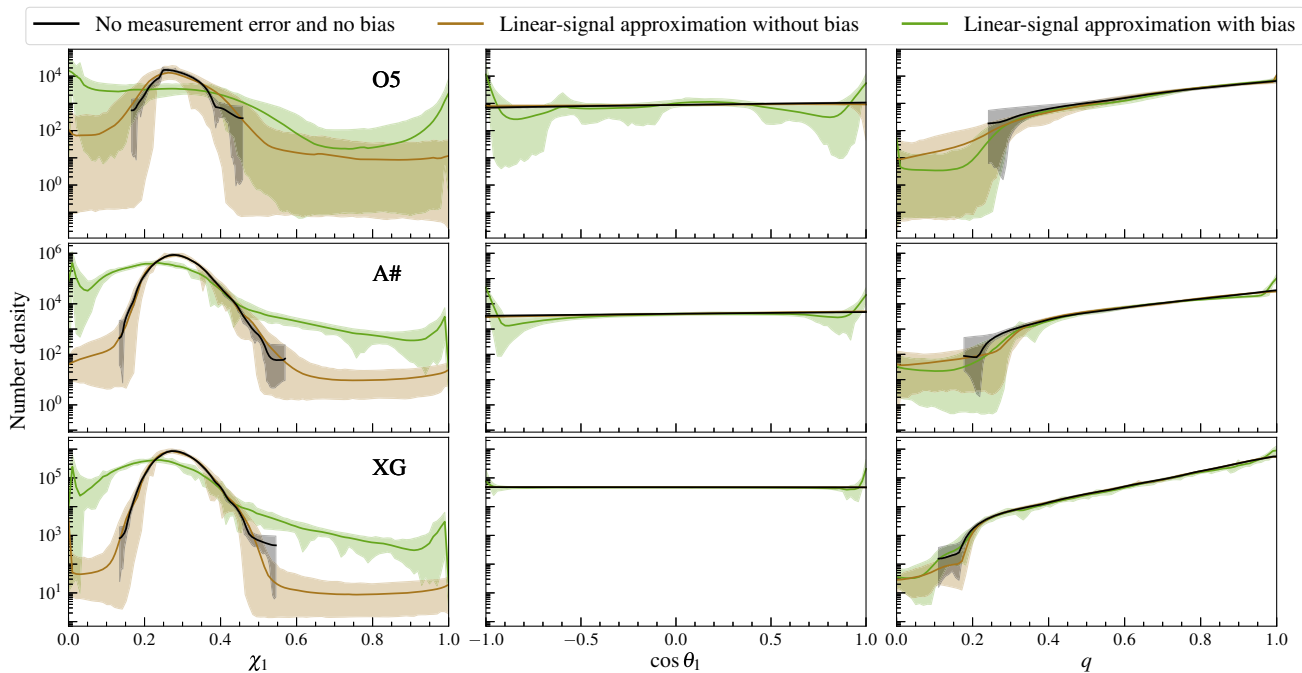 No measurement error and no bias Linear-signal approximation without bias Linear-signal approximation with bias
O5
10⁴
10²
10⁰
A#
10⁶
10⁴
10²
10⁰
Number density
XG
10⁵
10³
10¹
0.0 0.2 0.4 0.6 0.8 1.0
−1.0 −0.5 0.0 0.5 1.0
0.0 0.2 0.4 0.6 0.8 1.0
χ₁
cos θ₁
q